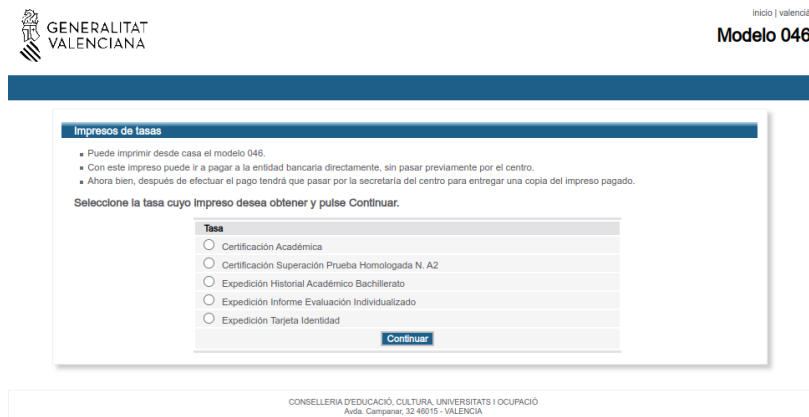 inicio | valencià
GENERALITAT
VALENCIANA
Modelo 046
Impresos de tasas
Puede imprimir desde casa el modelo 046.
Con este impreso puede ir a pagar a la entidad bancaria directamente, sin pasar previamente por el centro.
Ahora bien, después de efectuar el pago tendrá que pasar por la secretaría del centro para entregar una copia del impreso pagado.
Seleccione la tasa cuyo impreso desea obtener y pulse Continuar.
Tasa
Certificación Académica
Certificación Superación Prueba Homologada N. A2
Expedición Historial Académico Bachillerato
Expedición Informe Evaluación Individualizado
Expedición Tarjeta Identidad
Continuar
CONSELLERIA D'EDUCACIÓ, CULTURA, UNIVERSITATS I OCUPACIÓ
Avda. Campanar, 32 46015 - VALENCIA